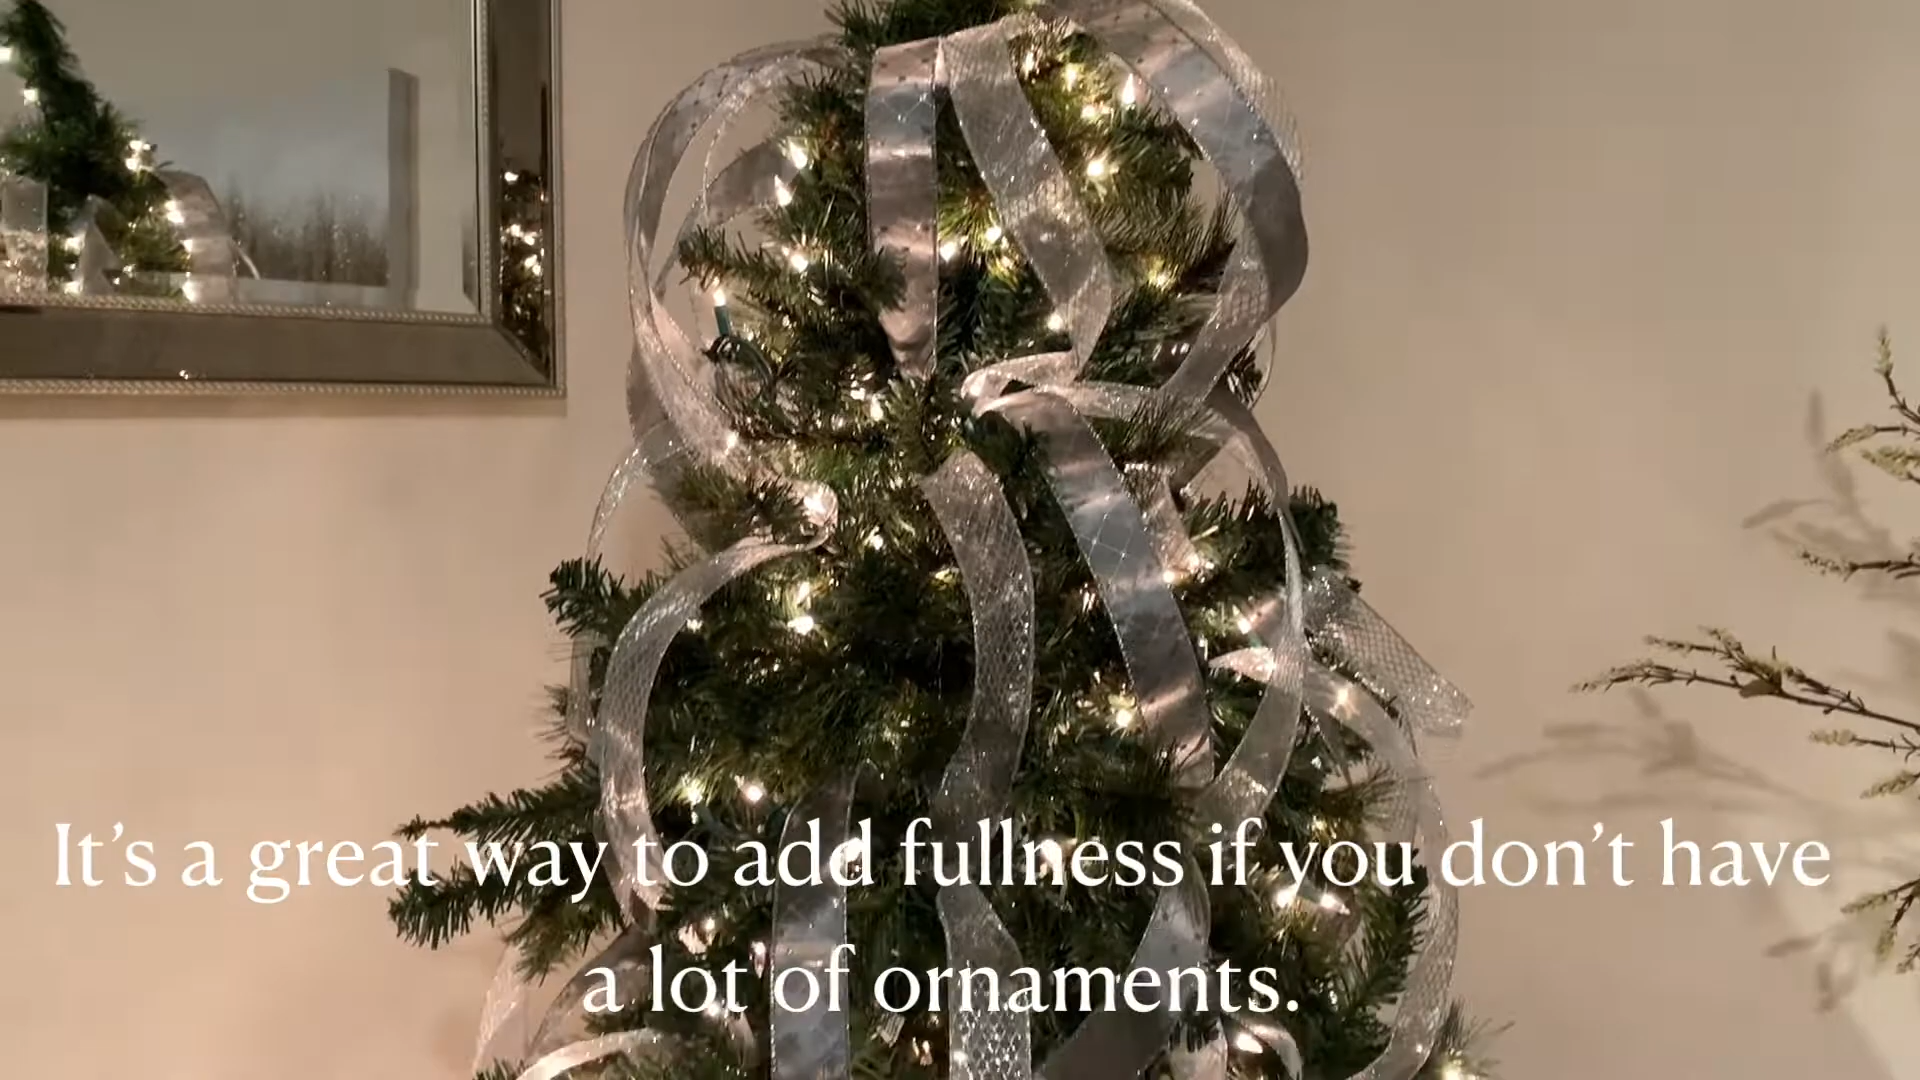 It’s a great way to add fullness if you don’t have
a lot of ornaments.